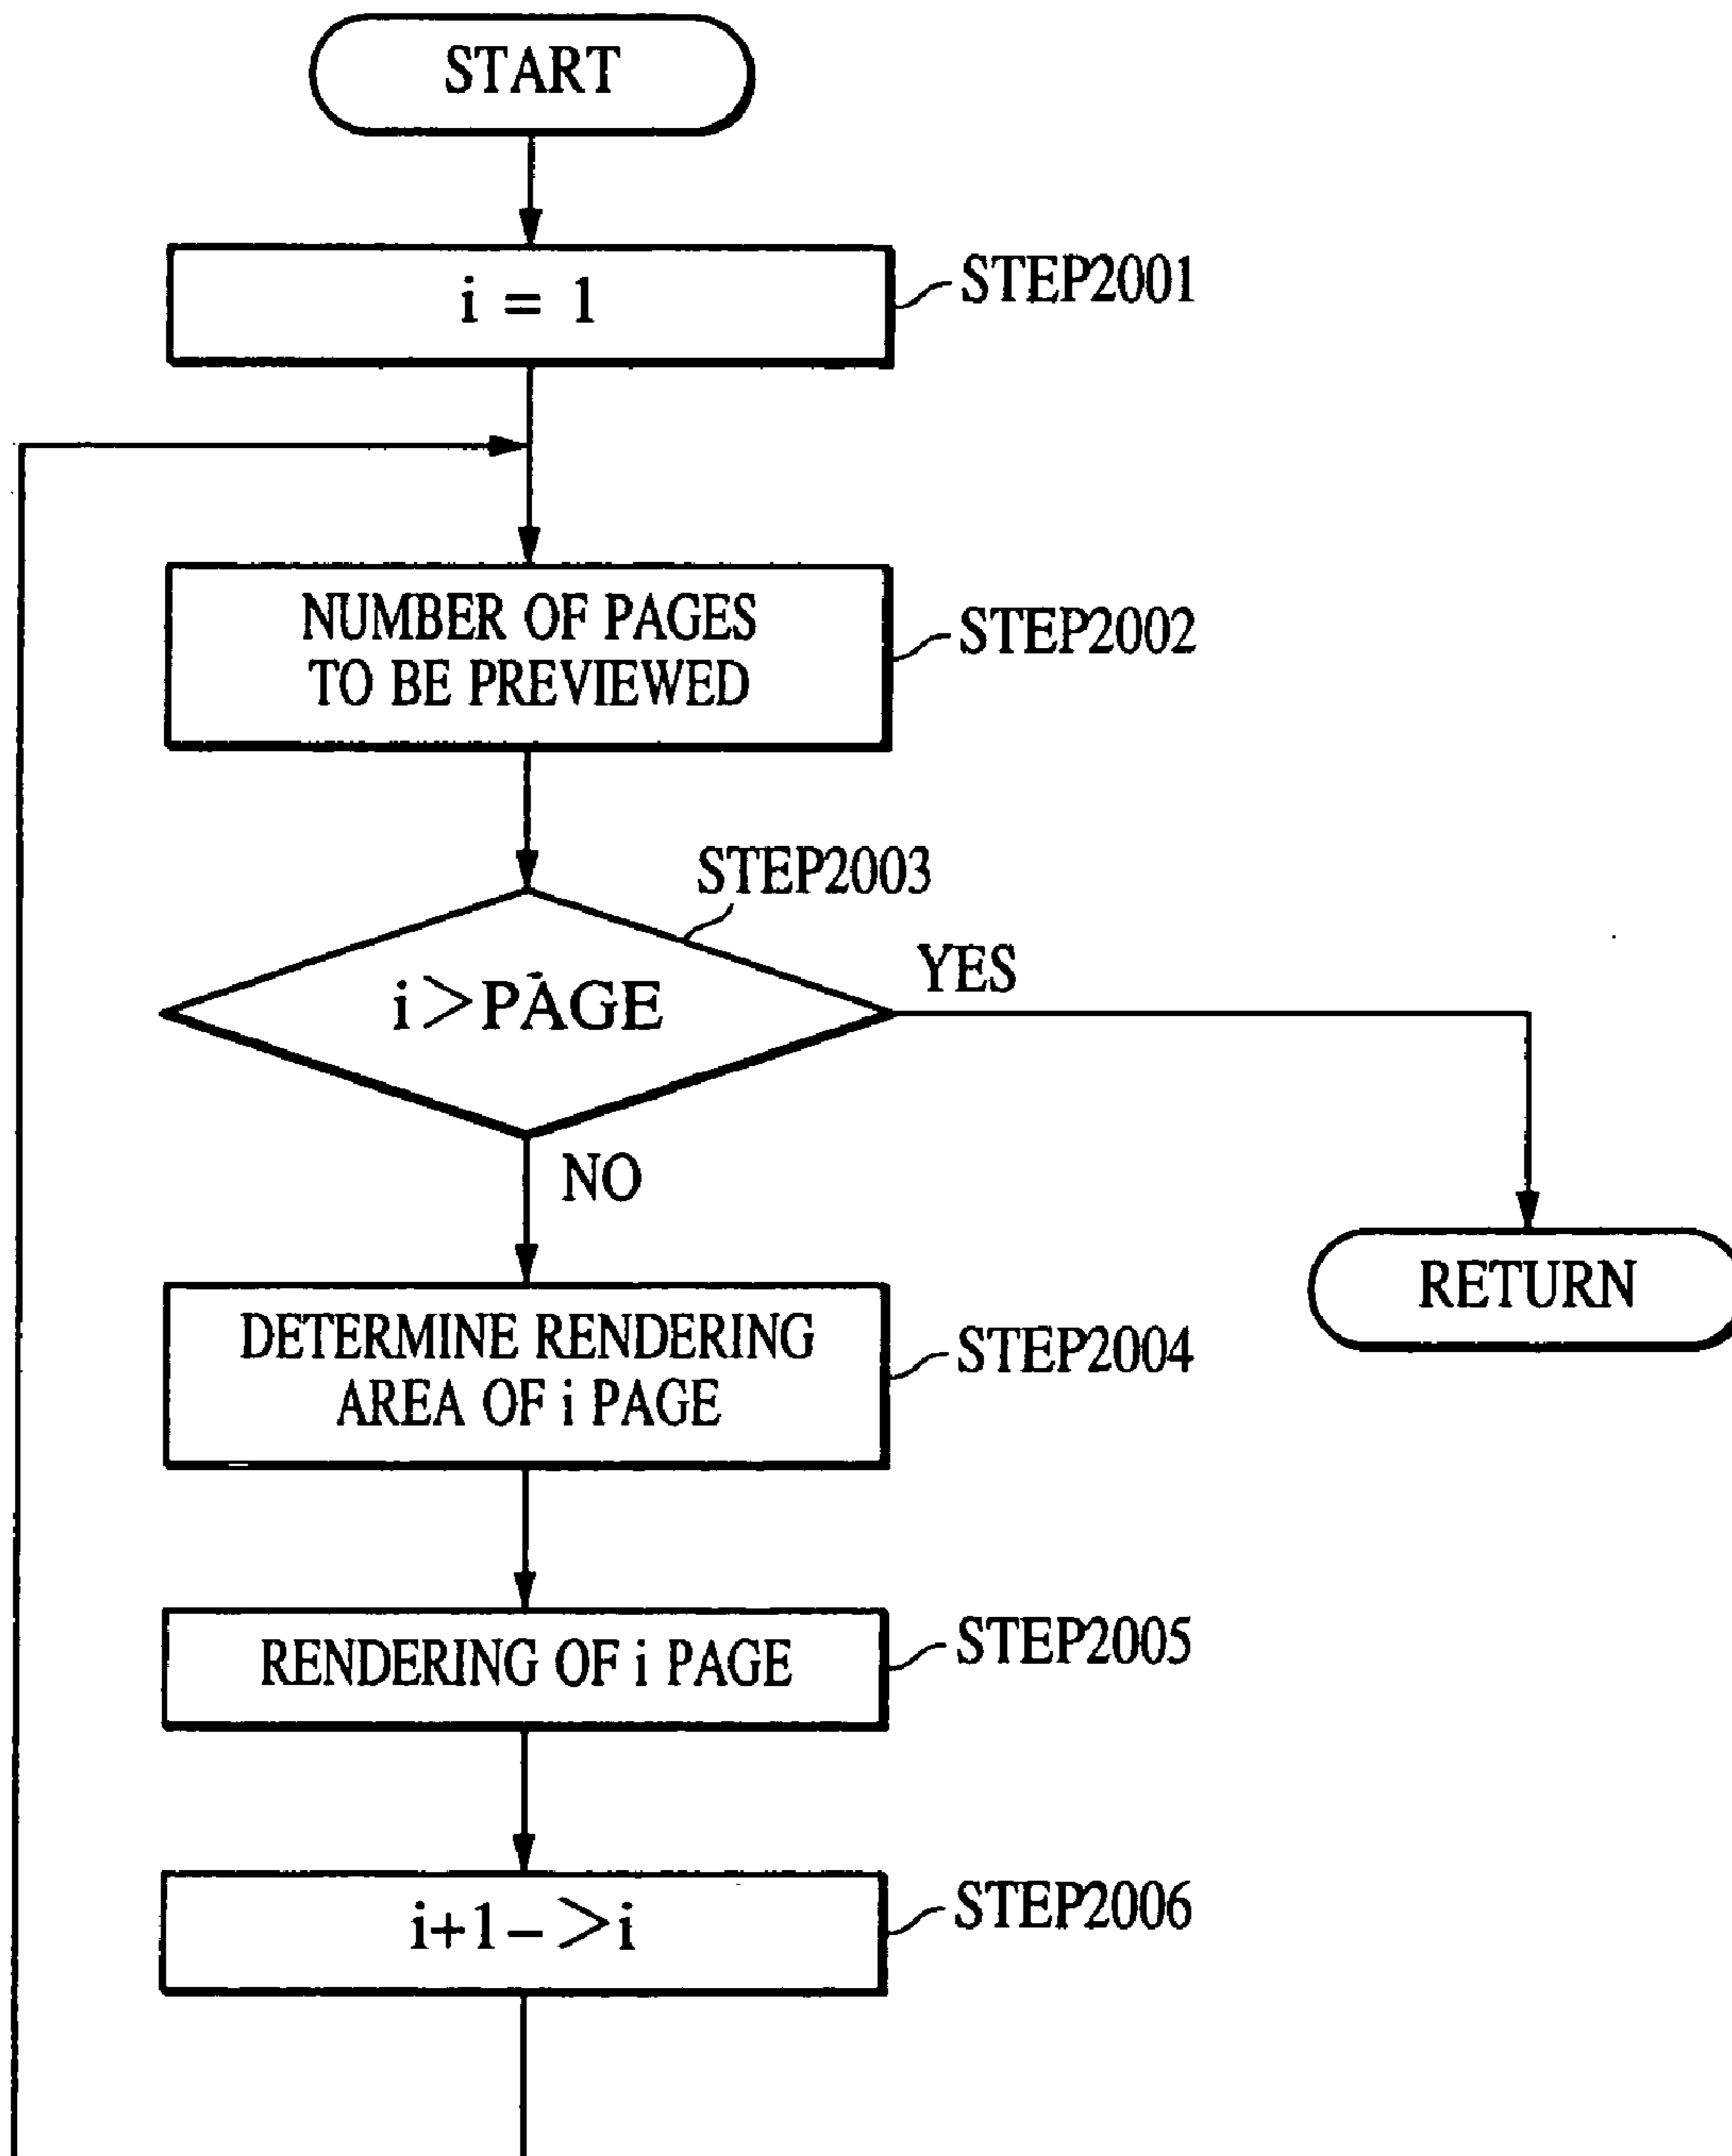 START
i = 1
STEP2001
NUMBER OF PAGES
TO BE PREVIEWED
STEP2002
STEP2003
i >PAGE
YES
NO
RETURN
DETERMINE RENDERING
AREA OF i PAGE
STEP2004
RENDERING OF i PAGE
STEP2005
i+1– >i
STEP2006